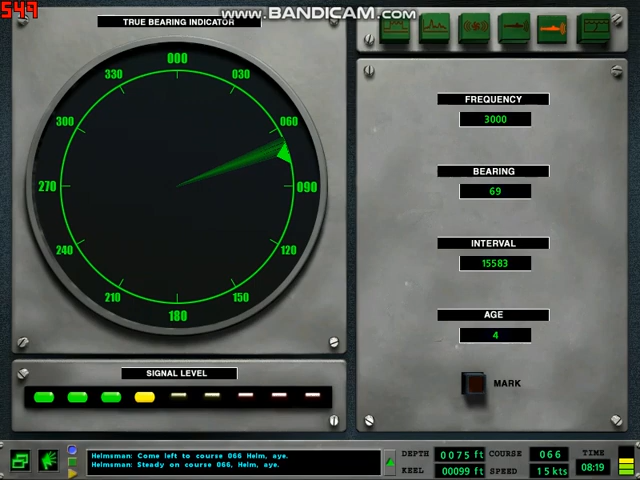 549
www.BANDICAM.com
TRUE BEARING INDICATOR
000
030
060
090
120
150
180
210
240
270
300
330
FREQUENCY
3000
BEARING
69
INTERVAL
15583
AGE
4
MARK
SIGNAL LEVEL
Helmsman: Come left to course 066 Helm, aye.
Helmsman: Steady on course 066, Helm, aye.
DEPTH 0075 ft COURSE 066 TIME
KEEL 00099 ft SPEED 15 kts 08:19